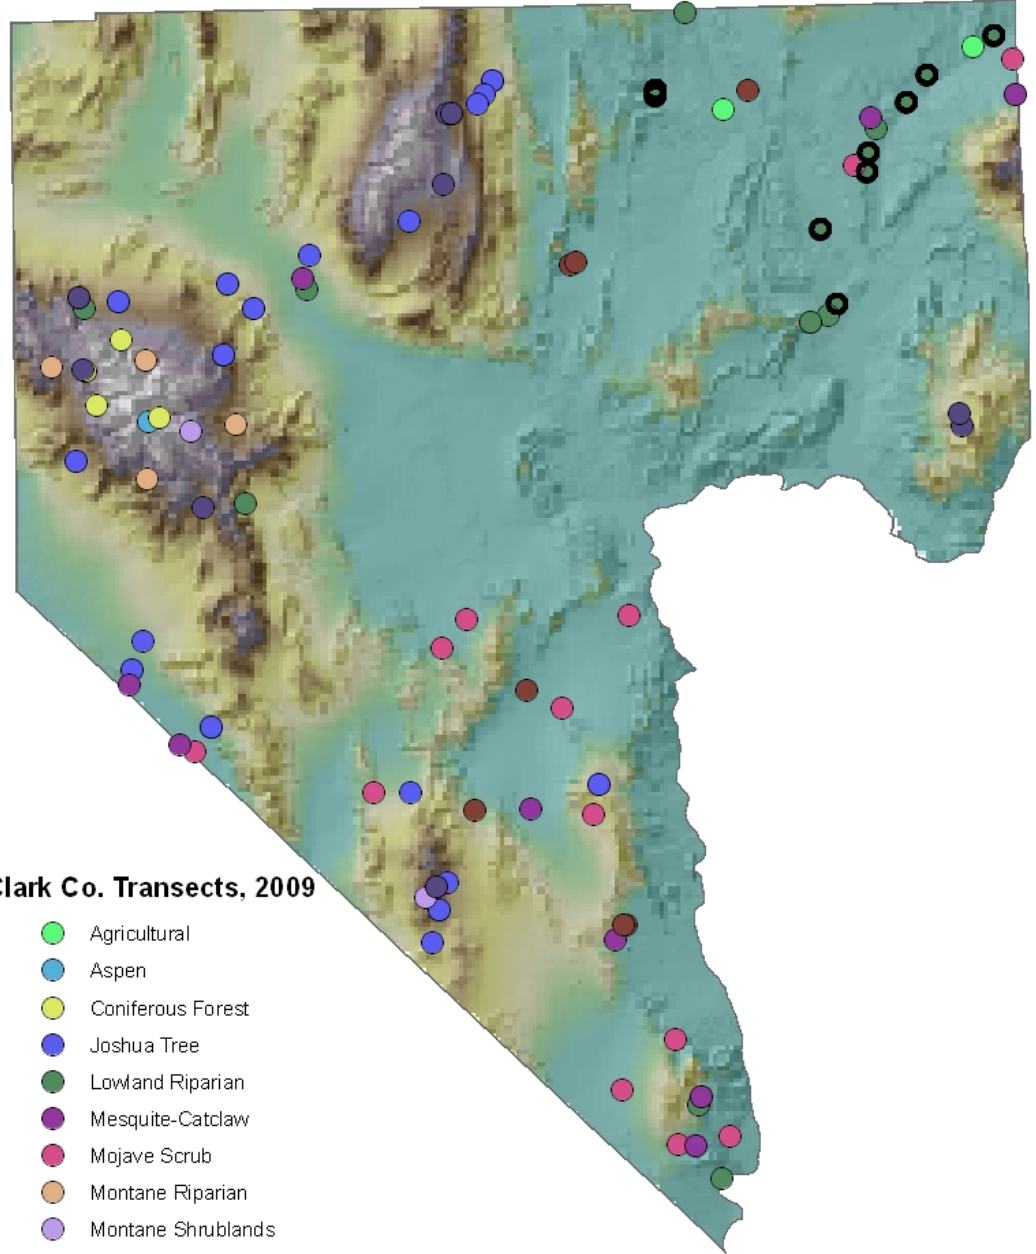 Clark Co. Transects, 2009
Agricultural
Aspen
Coniferous Forest
Joshua Tree
Lowland Riparian
Mesquite-Catclaw
Mojave Scrub
Montane Riparian
Montane Shrublands